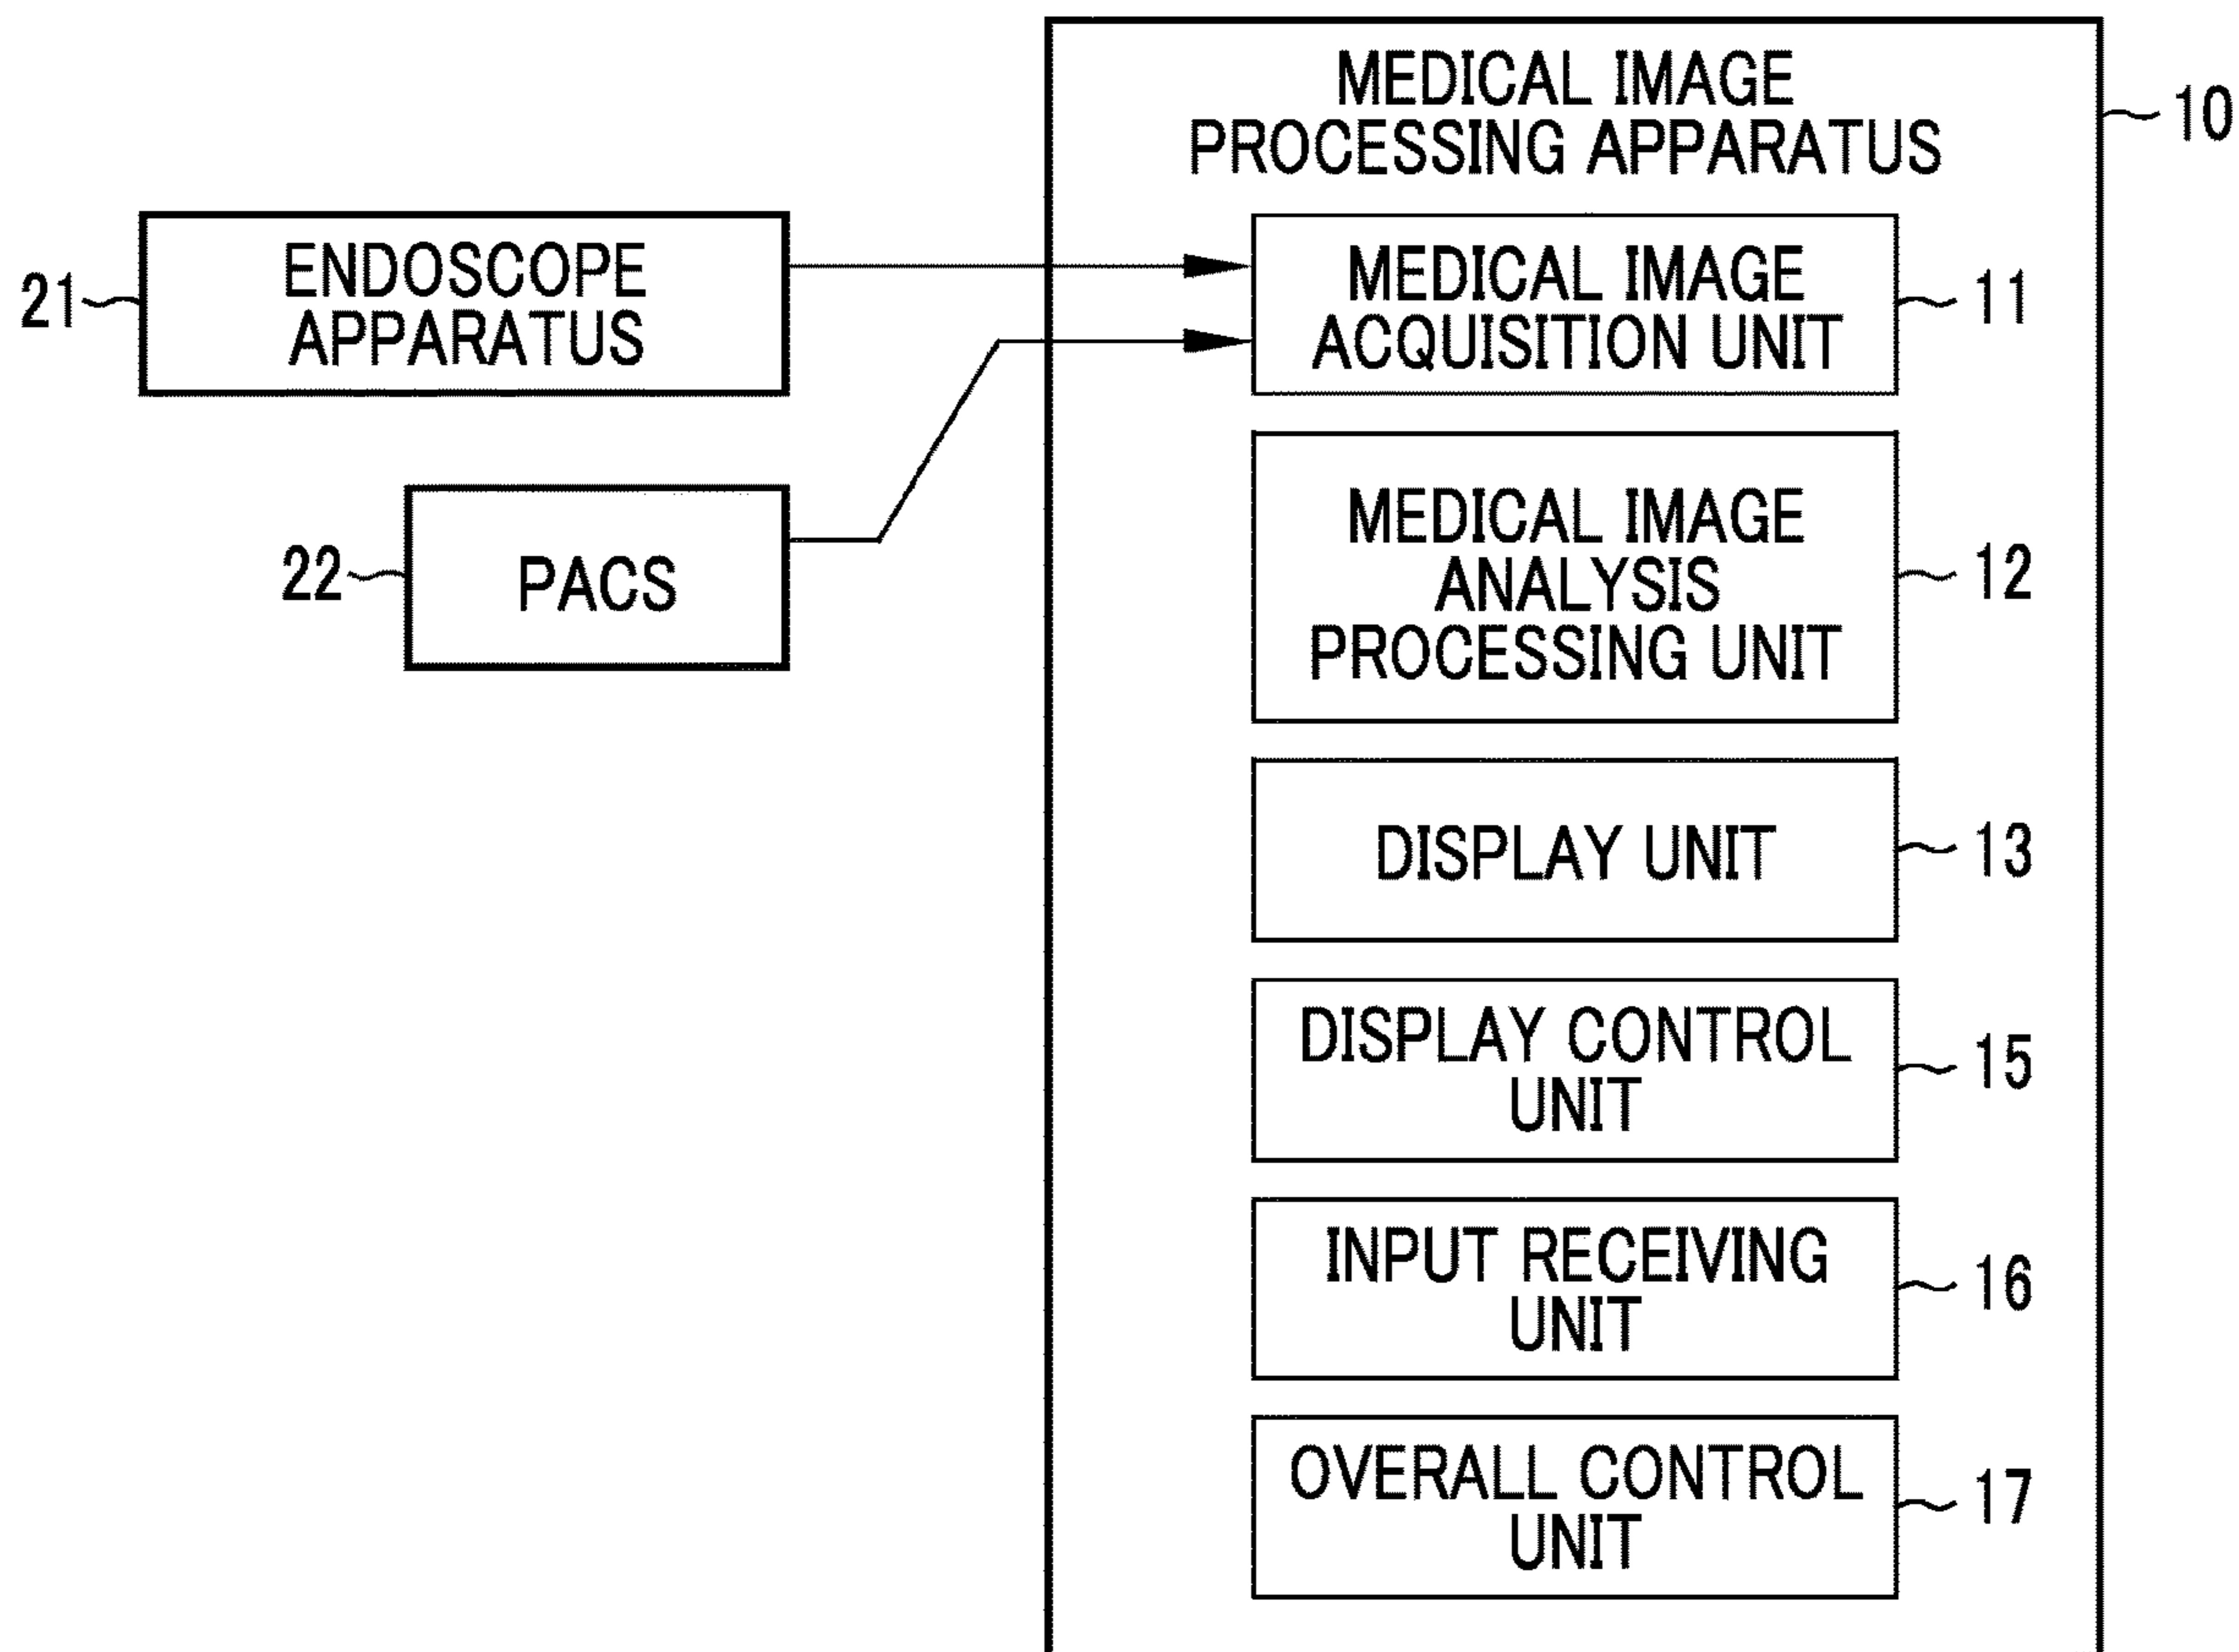 MEDICAL IMAGE
PROCESSING APPARATUS
10
21
ENDOSCOPE
APPARATUS
22
PACS
MEDICAL IMAGE
ACQUISITION UNIT
11
MEDICAL IMAGE
ANALYSIS
PROCESSING UNIT
12
DISPLAY UNIT
13
DISPLAY CONTROL
UNIT
15
INPUT RECEIVING
UNIT
16
OVERALL CONTROL
UNIT
17